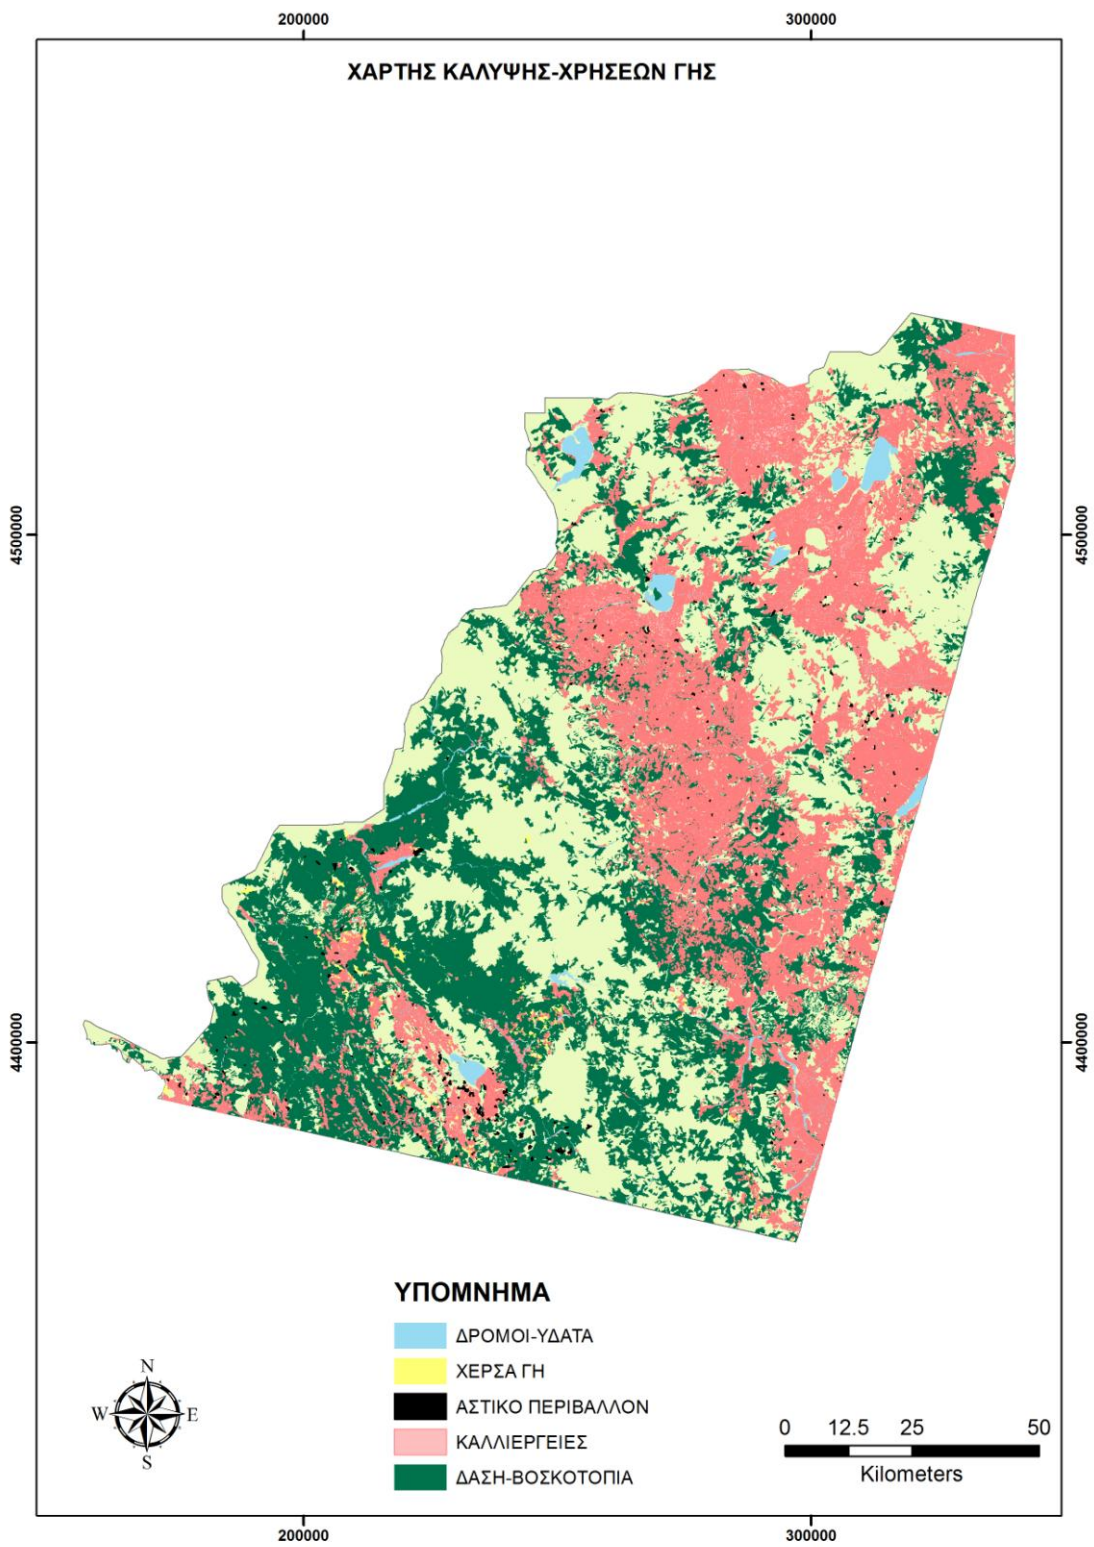 200000 300000
ΧΑΡΤΗΣ ΚΑΛΥΨΗΣ-ΧΡΗΣΕΩΝ ΓΗΣ
4500000 4500000
4400000 4400000
ΥΠΟΜΝΗΜΑ
ΔΡΟΜΟΙ-ΥΔΑΤΑ
ΧΕΡΣΑ ΓΗ
ΑΣΤΙΚΟ ΠΕΡΙΒΑΛΛΟΝ
ΚΑΛΛΙΕΡΓΕΙΕΣ
ΔΑΣΗ-ΒΟΣΚΟΤΟΠΙΑ
N
W E
S
0 12.5 25 50
Kilometers
200000 300000